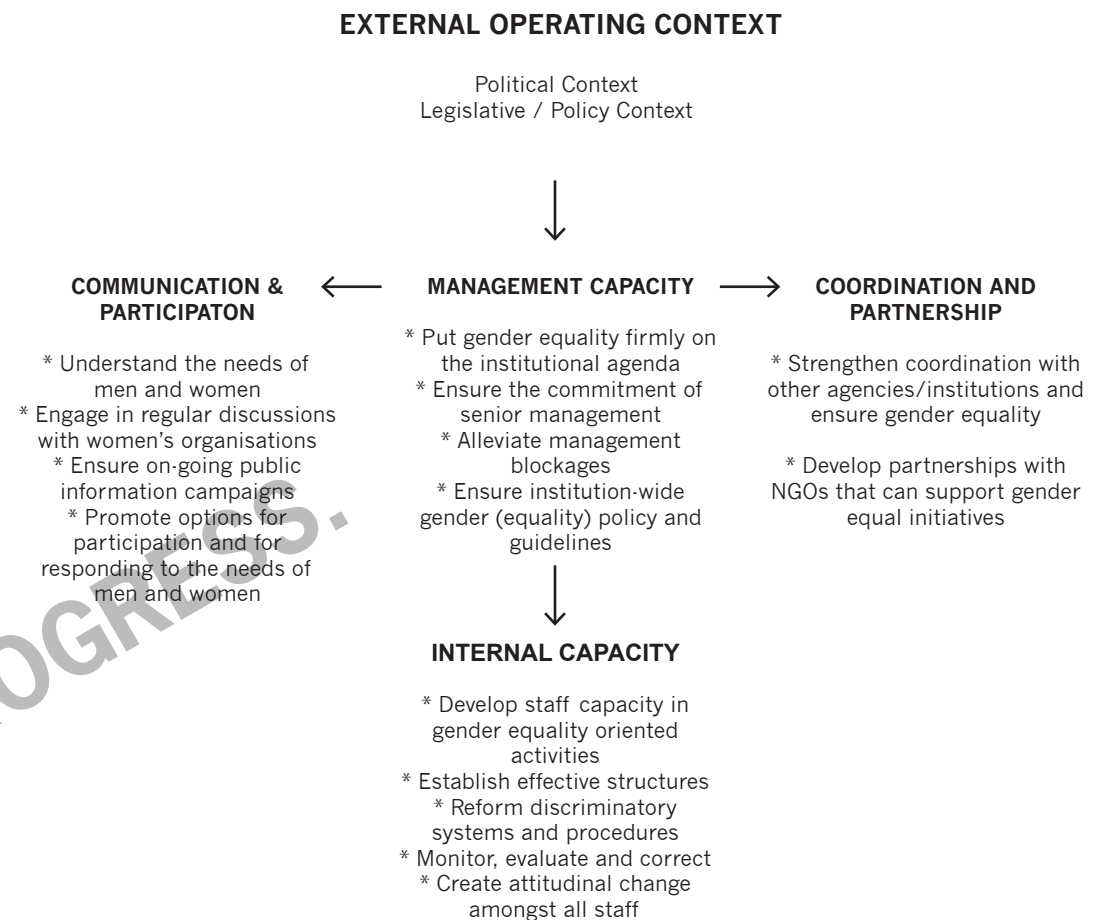 EXTERNAL OPERATING CONTEXT
Political Context
Legislative / Policy Context
COMMUNICATION &
PARTICIPATON
* Understand the needs of
men and women
* Engage in regular discussions
with women's organisations
* Ensure on-going public
information campaigns
* Promote options for
participation and for
responding to the needs of
men and women
MANAGEMENT CAPACITY
* Put gender equality firmly on
the institutional agenda
* Ensure the commitment of
senior management
* Alleviate management
blockages
* Ensure institution-wide
gender (equality) policy and
guidelines
COORDINATION AND
PARTNERSHIP
* Strengthen coordination with
other agencies/institutions and
ensure gender equality
* Develop partnerships with
NGOs that can support gender
equal initiatives
INTERNAL CAPACITY
* Develop staff capacity in
gender equality oriented
activities
* Establish effective structures
* Reform discriminatory
systems and procedures
* Monitor, evaluate and correct
* Create attitudinal change
amongst all staff
OGRESS.